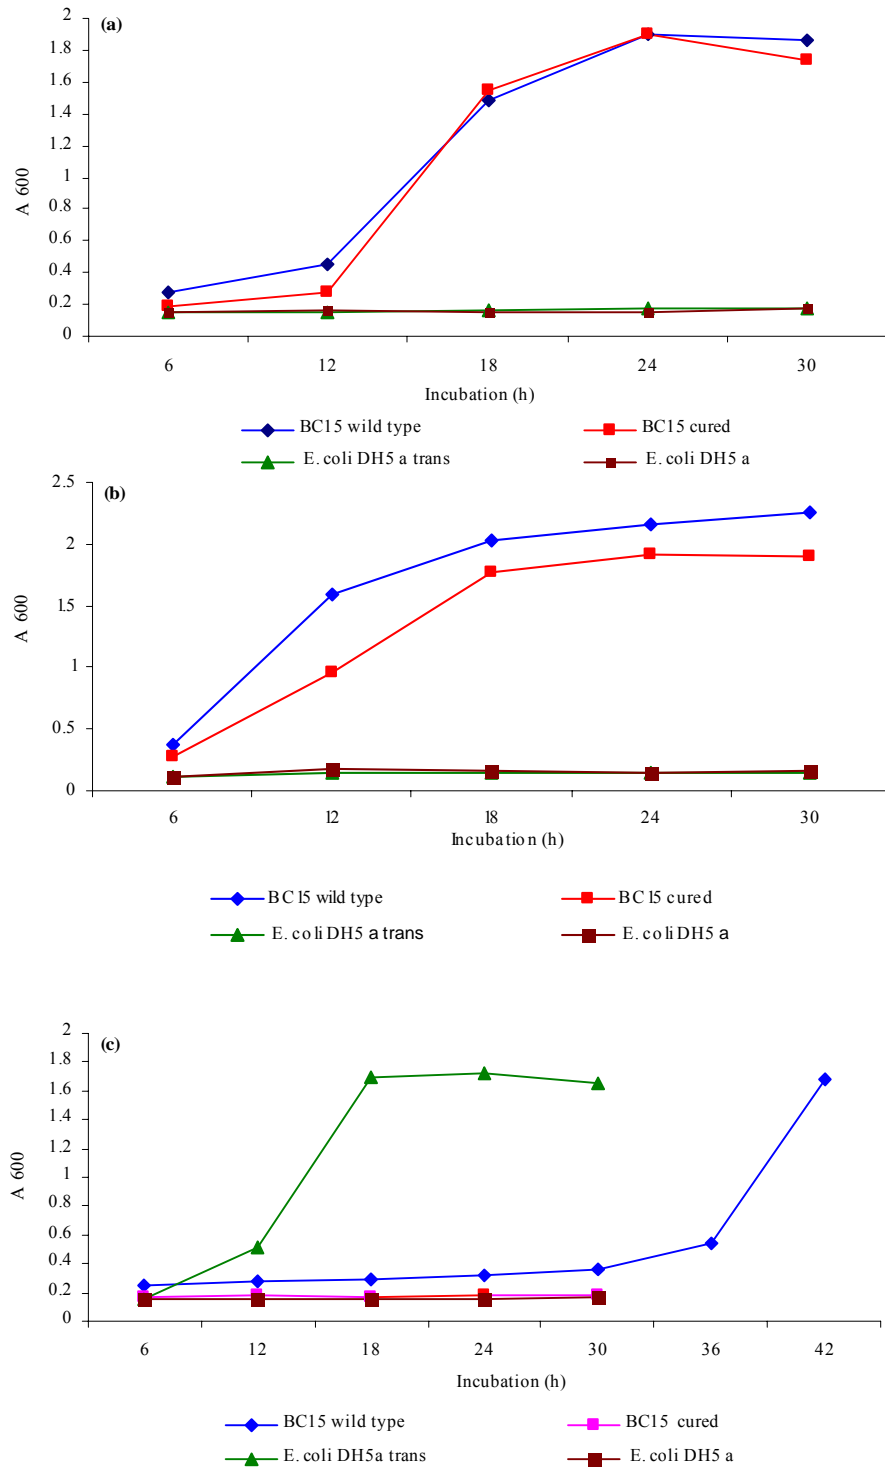 (a)
2
1.8
1.6
1.4
1.2
1
0.8
0.6
0.4
0.2
0
A 600
6 12 18 24 30
Incubation (h)
BC15 wild type BC15 cured
E. coli DH5 a trans E. coli DH5 a
(b)
2.5
2
1.5
1
0.5
0
A 600
6 12 18 24 30
Incubation (h)
BC15 wild type BC15 cured
E. coli DH5 a trans E. coli DH5 a
(c)
2
1.8
1.6
1.4
1.2
1
0.8
0.6
0.4
0.2
0
A 600
6 12 18 24 30 36 42
Incubation (h)
BC15 wild type BC15 cured
E. coli DH5a trans E. coli DH5 a